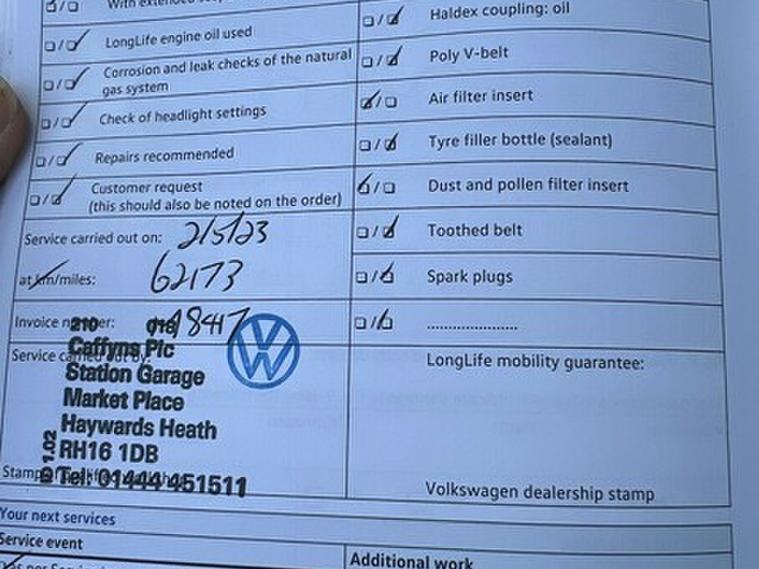 With extended
LongLife engine oil used
Corrosion and leak checks of the natural
gas system
Check of headlight settings
Repairs recommended
Customer request
(this should also be noted on the order)
Service carried out on: 2/5/23
at km/miles: 62173
Invoice number: 18417
Service carried out by:
210 018
Caffyns Plc
Station Garage
Market Place
Haywards Heath
RH16 1DB
Tel: 01444 451511
1.02
Stamp
Haldex coupling: oil
Poly V-belt
Air filter insert
Tyre filler bottle (sealant)
Dust and pollen filter insert
Toothed belt
Spark plugs
......................
LongLife mobility guarantee:
Volkswagen dealership stamp
Your next services
Service event
Additional work